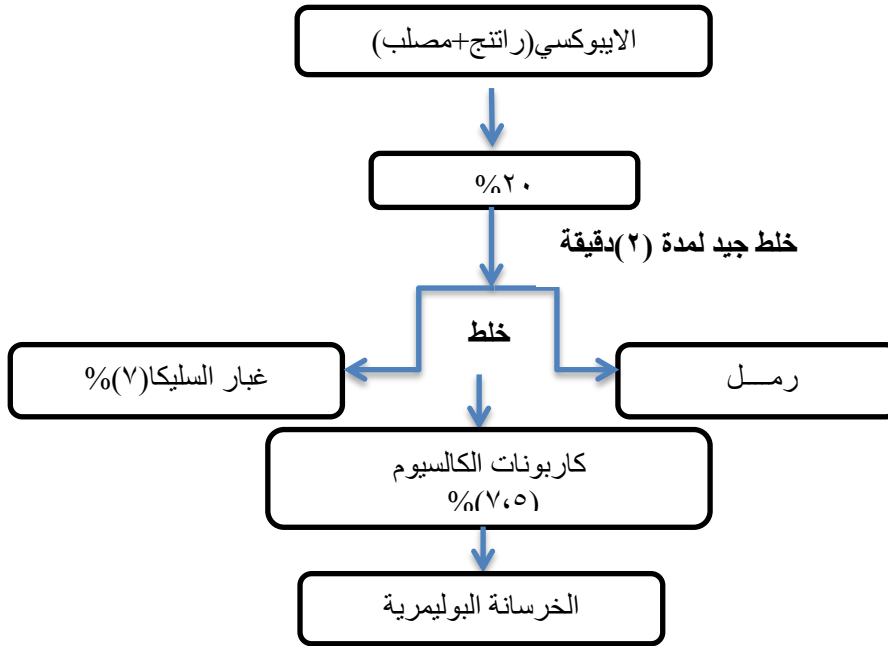 الايبوكسي(راتنج+مصلب)
%٢٠
خلط جيد لمدة (٢)دقيقة
خلط
غبار السليكا(٧)%
رمـــل
كاربونات الكالسيوم
%(٧،٥)
الخرسانة البوليمرية